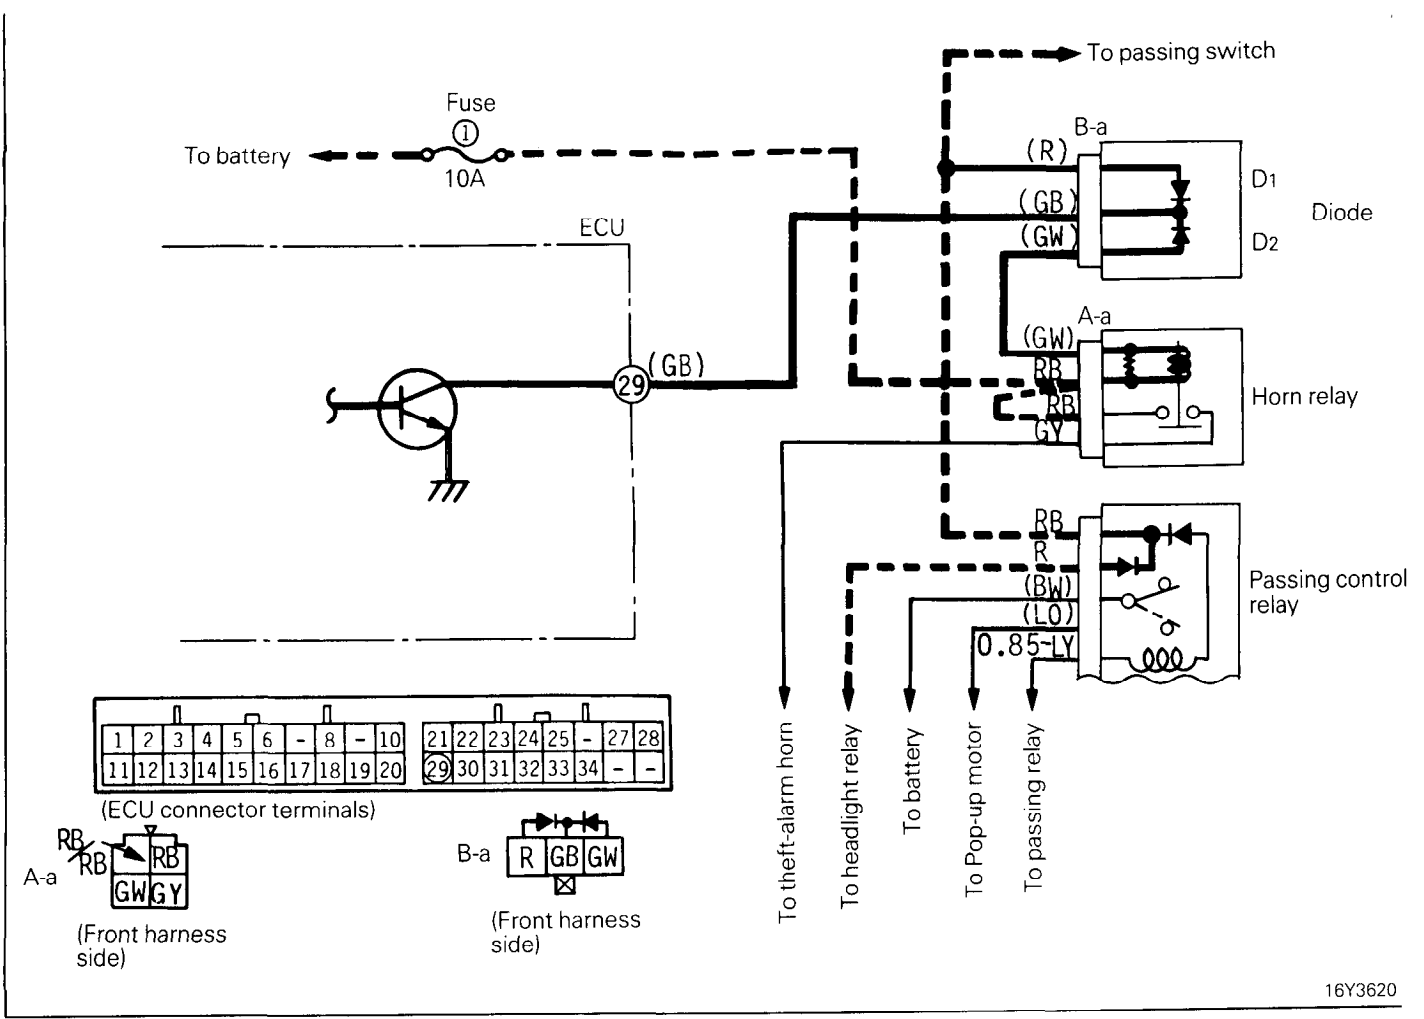 To passing switch
Fuse
1
To battery
10A
B-a
(R)
D1
(GB)
Diode
(GW)
D2
ECU
A-a
(GW)
29
(GB)
RB
RB
Horn relay
GY
RB
R
(BW)
Passing control
relay
(LO)
0.85-LY
1 2 3 4 5 6 - 8 - 10
11 12 13 14 15 16 17 18 19 20
21 22 23 24 25 - 27 28
29 30 31 32 33 34 - -
(ECU connector terminals)
To theft-alarm horn
To headlight relay
To battery
To Pop-up motor
To passing relay
RB
RB
RB
A-a
GW GY
(Front harness
side)
B-a
R GB GW
(Front harness
side)
16Y3620